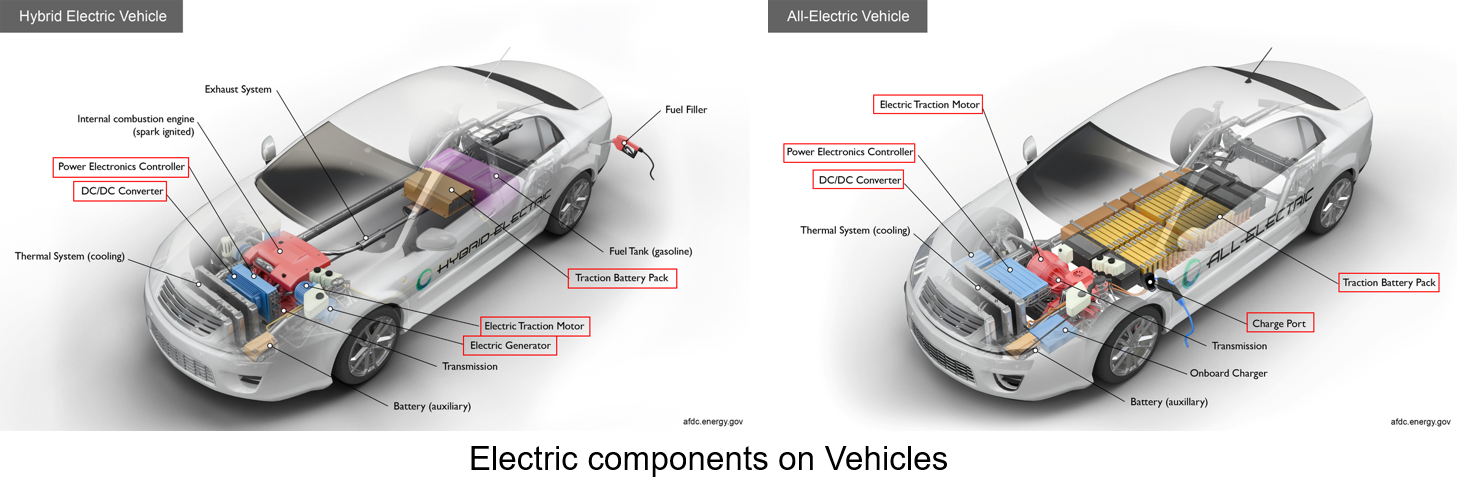 Hybrid Electric Vehicle
Exhaust System
Internal combustion engine
(spark ignited)
Power Electronics Controller
DC/DC Converter
Thermal System (cooling)
Fuel Filler
Fuel Tank (gasoline)
Traction Battery Pack
Electric Traction Motor
Electric Generator
Transmission
Battery (auxiliary)
HYBRID-ELECTRIC
afdc.energy.gov
All-Electric Vehicle
Electric Traction Motor
Power Electronics Controller
DC/DC Converter
Thermal System (cooling)
Traction Battery Pack
Charge Port
Transmission
Onboard Charger
Battery (auxillary)
ALL-ELECTRIC
afdc.energy.gov
Electric components on Vehicles